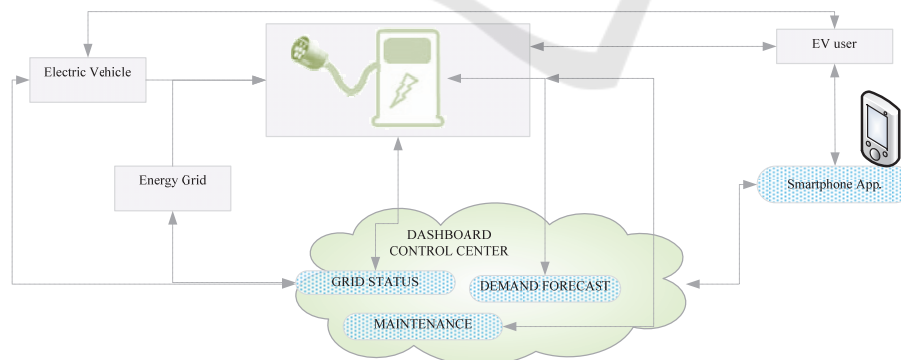 EV user
Electric Vehicle
Energy Grid
Smartphone App.
DASHBOARD
CONTROL CENTER
GRID STATUS
DEMAND FORECAST
MAINTENANCE